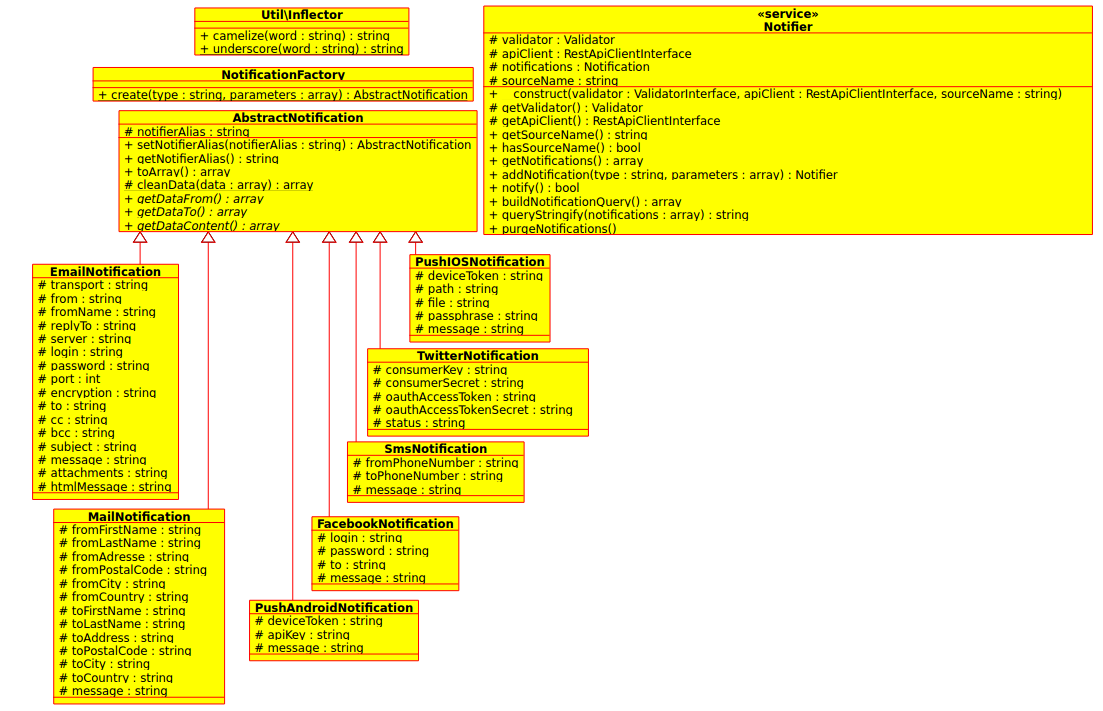 Util\Inflector
+ camelize(word : string) : string
+ underscore(word : string) : string
NotificationFactory
+ create(type : string, parameters : array) : AbstractNotification
AbstractNotification
# notifierAlias : string
+ setNotifierAlias(notifierAlias : string) : AbstractNotification
+ getNotifierAlias() : string
+ toArray() : array
# cleanData(data : array) : array
+ getDataFrom() : array
+ getDataTo() : array
+ getDataContent() : array
«service»
Notifier
# validator : Validator
# apiClient : RestApiClientInterface
# notifications : Notification
# sourceName : string
+ construct(validator : ValidatorInterface, apiClient : RestApiClientInterface, sourceName : string)
# getValidator() : Validator
# getApiClient() : RestApiClientInterface
+ getSourceName() : string
+ hasSourceName() : bool
+ getNotifications() : array
+ addNotification(type : string, parameters : array) : Notifier
+ notify() : bool
+ buildNotificationQuery() : array
+ queryStringify(notifications : array) : string
+ purgeNotifications()
EmailNotification
# transport : string
# from : string
# fromName : string
# replyTo : string
# server : string
# login : string
# password : string
# port : int
# encryption : string
# to : string
# cc : string
# bcc : string
# subject : string
# message : string
# attachments : string
# htmlMessage : string
PushIOSNotification
# deviceToken : string
# path : string
# file : string
# passphrase : string
# message : string
TwitterNotification
# consumerKey : string
# consumerSecret : string
# oauthAccessToken : string
# oauthAccessTokenSecret : string
# status : string
SmsNotification
# fromPhoneNumber : string
# toPhoneNumber : string
# message : string
MailNotification
# fromFirstName : string
# fromLastName : string
# fromAdresse : string
# fromPostalCode : string
# fromCity : string
# fromCountry : string
# toFirstName : string
# toLastName : string
# toAddress : string
# toPostalCode : string
# toCity : string
# toCountry : string
# message : string
FacebookNotification
# login : string
# password : string
# to : string
# message : string
PushAndroidNotification
# deviceToken : string
# apiKey : string
# message : string